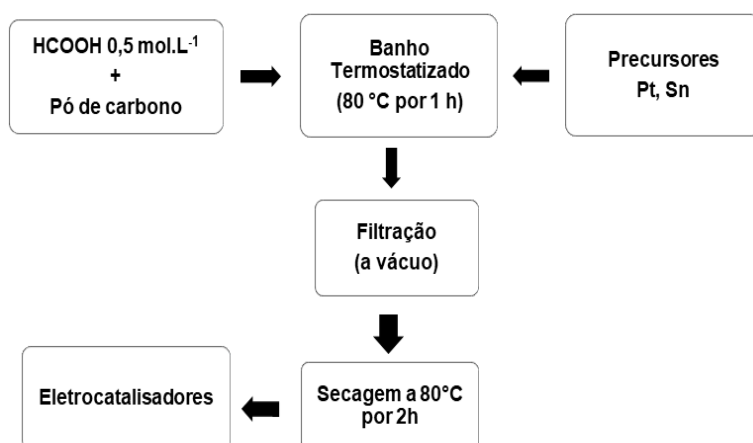 HCOOH 0,5 mol.L-1
+
Pó de carbono
Banho
Termostatizado
(80 °C por 1 h)
Precursores
Pt, Sn
Filtração
(a vácuo)
Eletrocatalisadores
Secagem a 80°C
por 2h